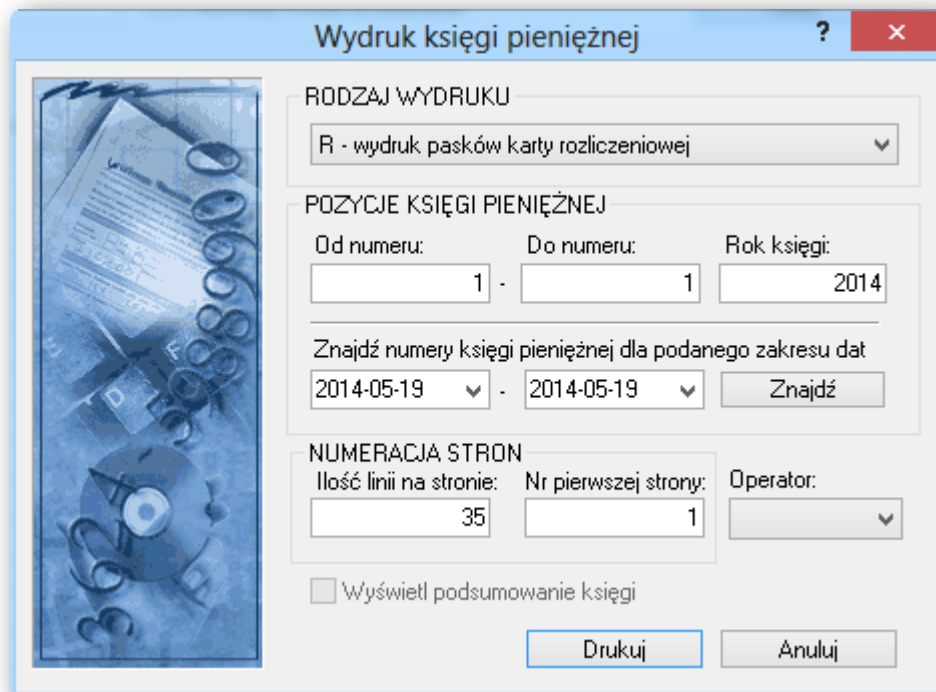 Wydruk księgi pieniężnej
?
RODZAJ WYDRUKU
R - wydruk pasków karty rozliczeniowej
POZYCJE KSIĘGI PIENIĘŻNEJ
Od numeru: Do numeru: Rok księgi:
1 - 1 2014
Znajdź numery księgi pieniężnej dla podanego zakresu dat
2014-05-19 - 2014-05-19 Znajdź
NUMERACJA STRON
Ilość linii na stronie: Nr pierwszej strony: Operator:
35 1
Wyświetl podsumowanie księgi
Drukuj Anuluj